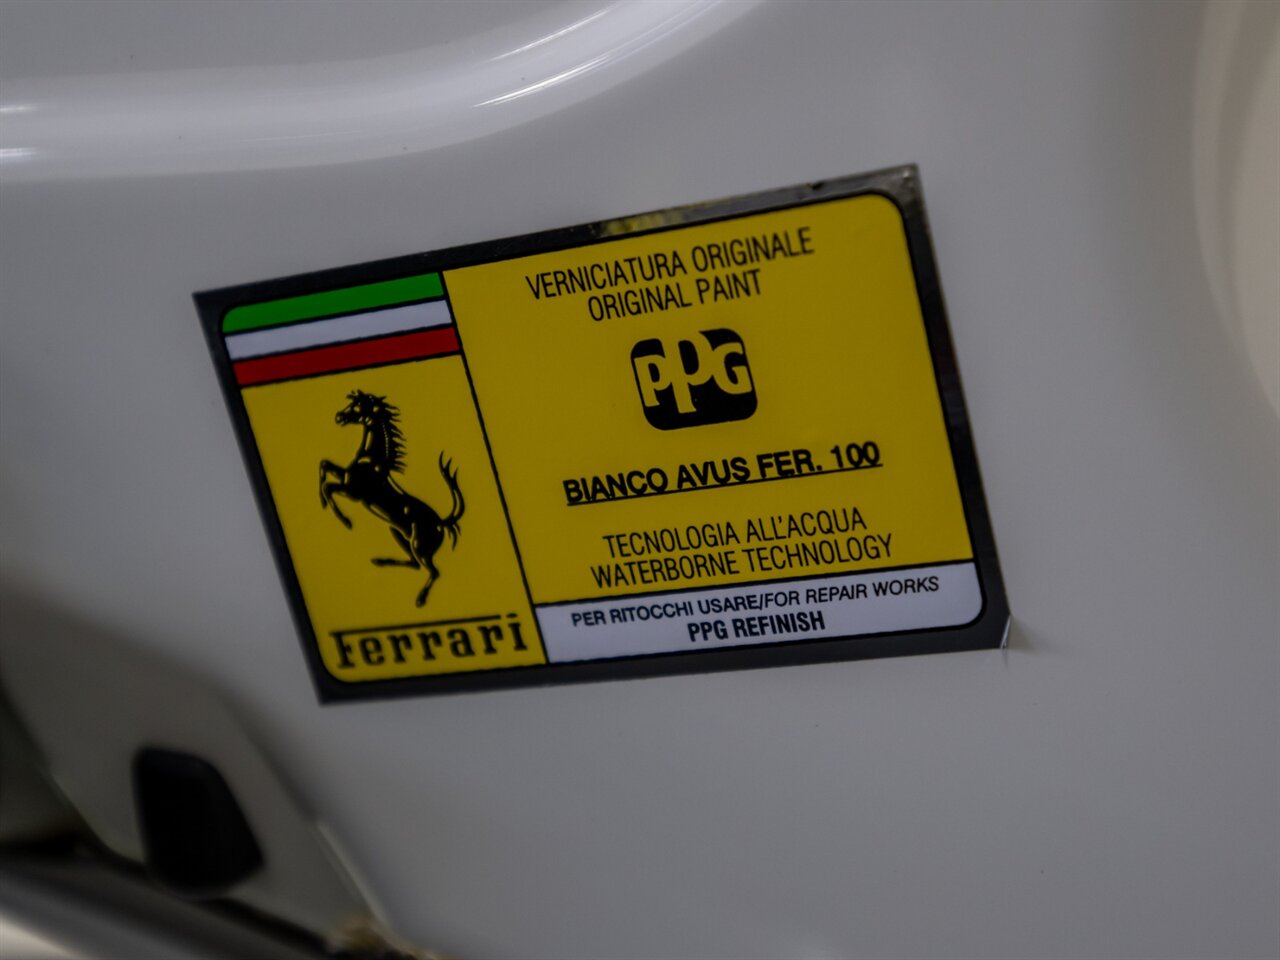 VERNICIATURA ORIGINALE
ORIGINAL PAINT
PPG
BIANCO AVUS FER. 100
TECNOLOGIA ALL'ACQUA
WATERBORNE TECHNOLOGY
PER RITOCCHI USARE/FOR REPAIR WORKS
PPG REFINISH
Ferrari